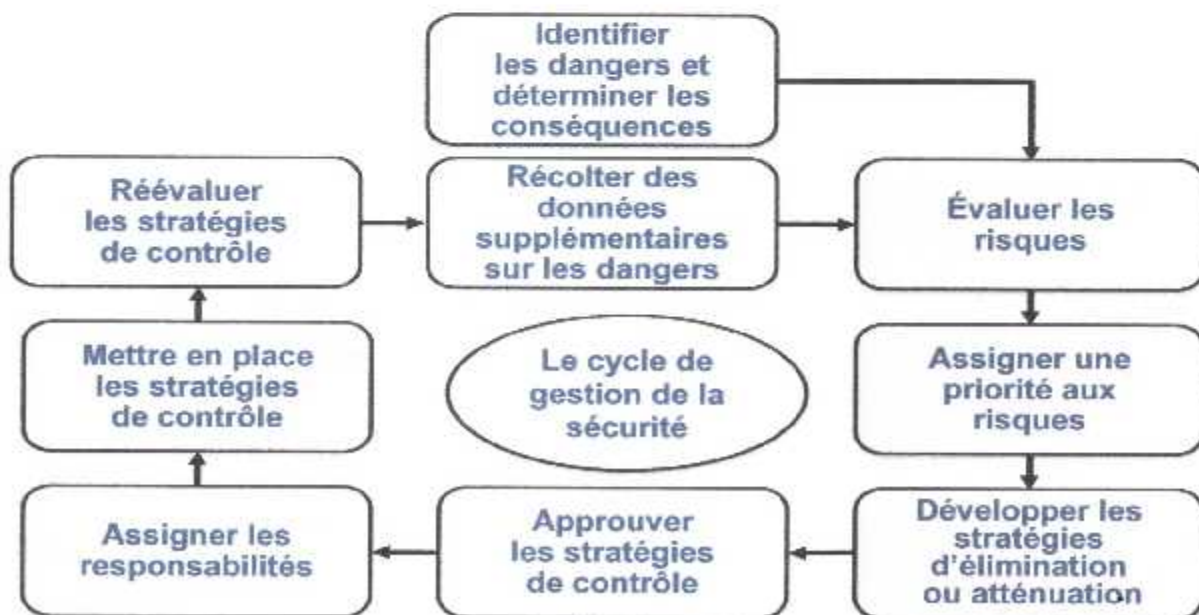 Identifier
les dangers et
déterminer les
conséquences
Réévaluer
les stratégies
de contrôle
Récolter des
données
supplémentaires
sur les dangers
Évaluer les
risques
Mettre en place
les stratégies
de contrôle
Le cycle de
gestion de la
sécurité
Assigner une
priorité aux
risques
Assigner les
responsabilités
Approuver
les stratégies
de contrôle
Développer les
stratégies
d'élimination
ou atténuation